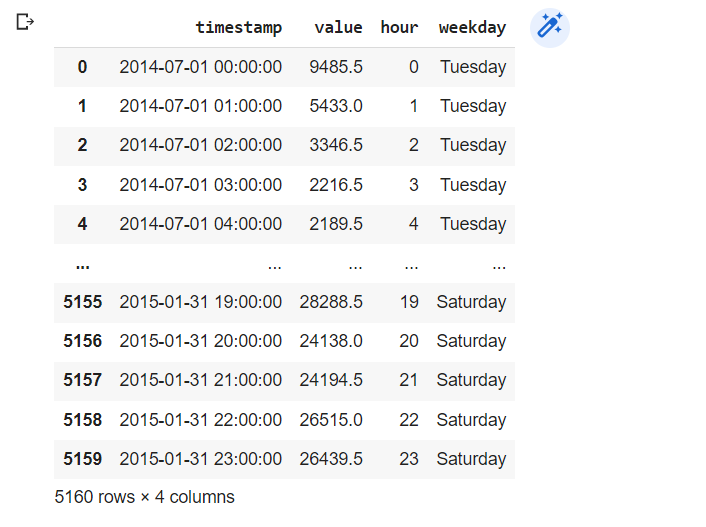 timestamp value hour weekday
0 2014-07-01 00:00:00 9485.5 0 Tuesday
1 2014-07-01 01:00:00 5433.0 1 Tuesday
2 2014-07-01 02:00:00 3346.5 2 Tuesday
3 2014-07-01 03:00:00 2216.5 3 Tuesday
4 2014-07-01 04:00:00 2189.5 4 Tuesday
... ... ... ... ...
5155 2015-01-31 19:00:00 28288.5 19 Saturday
5156 2015-01-31 20:00:00 24138.0 20 Saturday
5157 2015-01-31 21:00:00 24194.5 21 Saturday
5158 2015-01-31 22:00:00 26515.0 22 Saturday
5159 2015-01-31 23:00:00 26439.5 23 Saturday
5160 rows × 4 columns